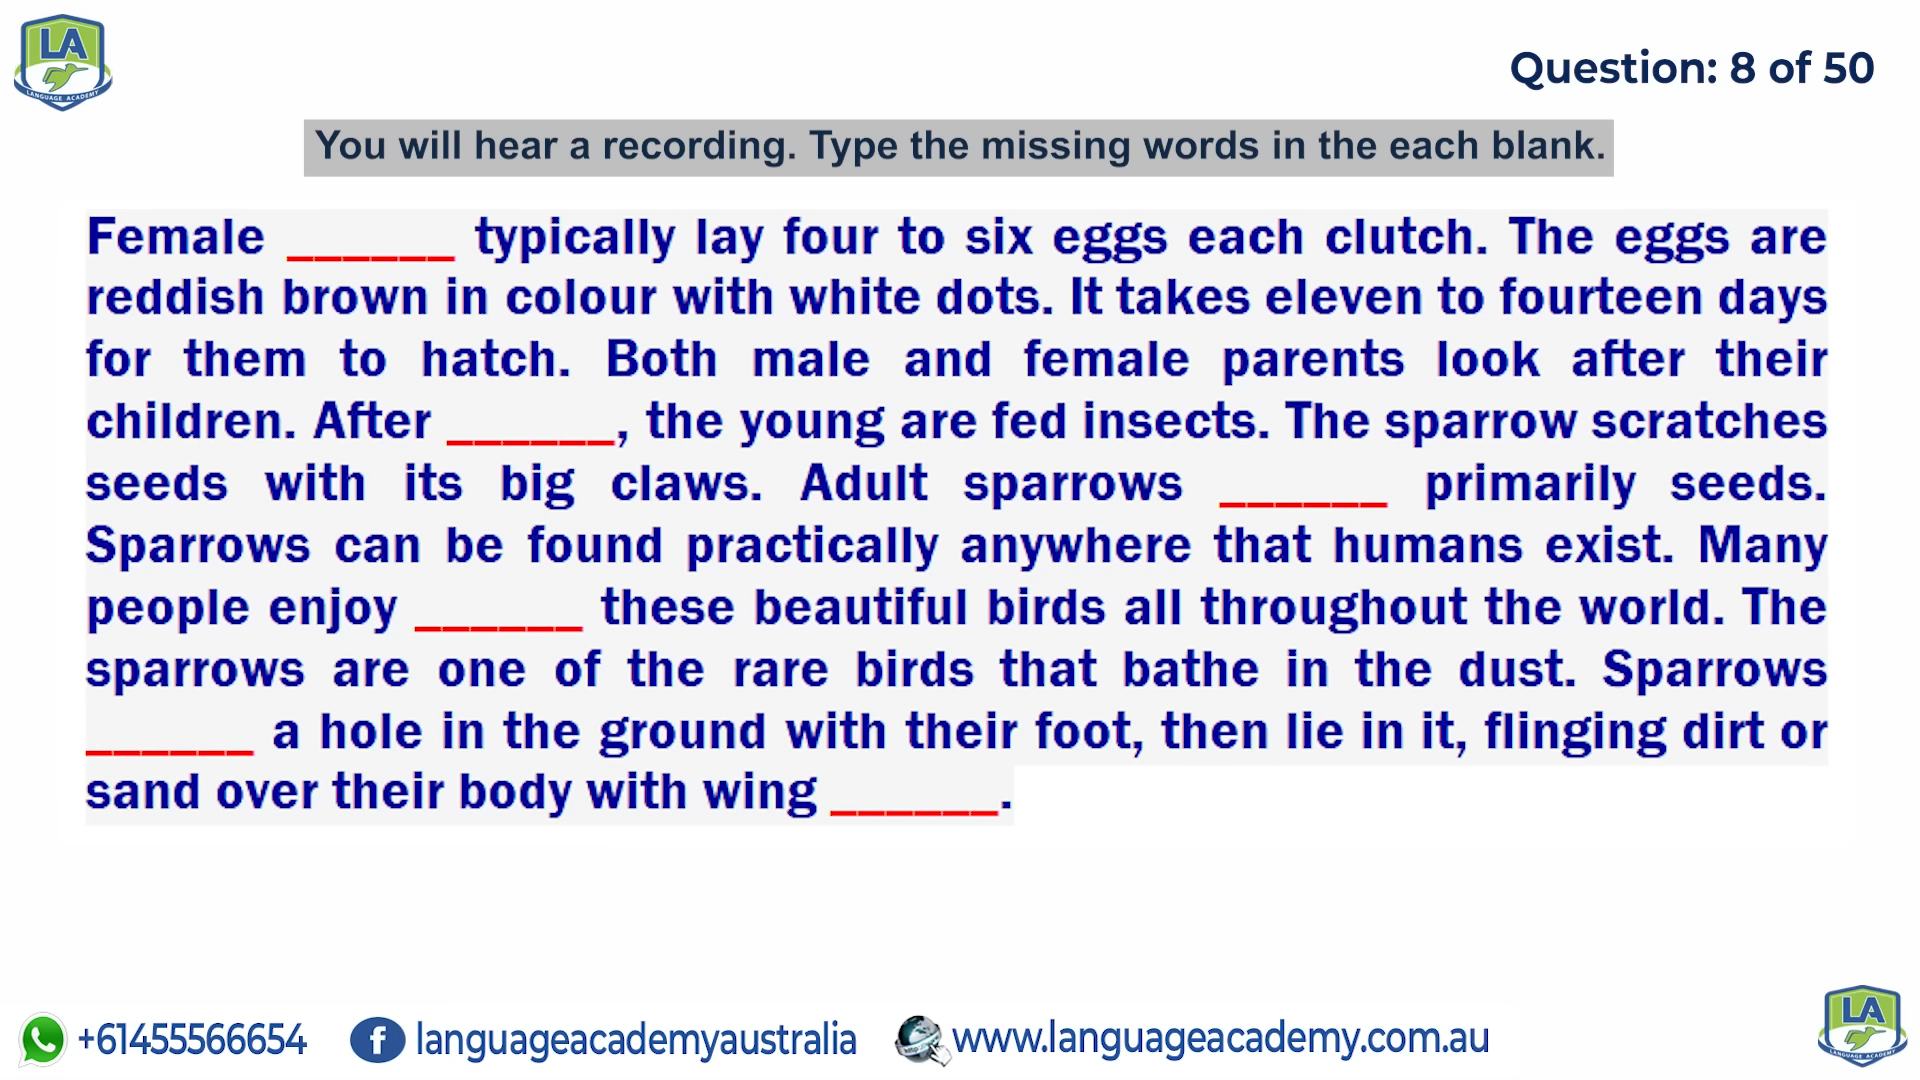 LA
LANGUAGE ACADEMY
Question: 8 of 50
You will hear a recording. Type the missing words in the each blank.
Female ______ typically lay four to six eggs each clutch. The eggs are
reddish brown in colour with white dots. It takes eleven to fourteen days
for them to hatch. Both male and female parents look after their
children. After ______, the young are fed insects. The sparrow scratches
seeds with its big claws. Adult sparrows ______ primarily seeds.
Sparrows can be found practically anywhere that humans exist. Many
people enjoy ______ these beautiful birds all throughout the world. The
sparrows are one of the rare birds that bathe in the dust. Sparrows
______ a hole in the ground with their foot, then lie in it, flinging dirt or
sand over their body with wing ______.
+61455566654 languageacademyaustralia www.languageacademy.com.au
LA
LANGUAGE ACADEMY